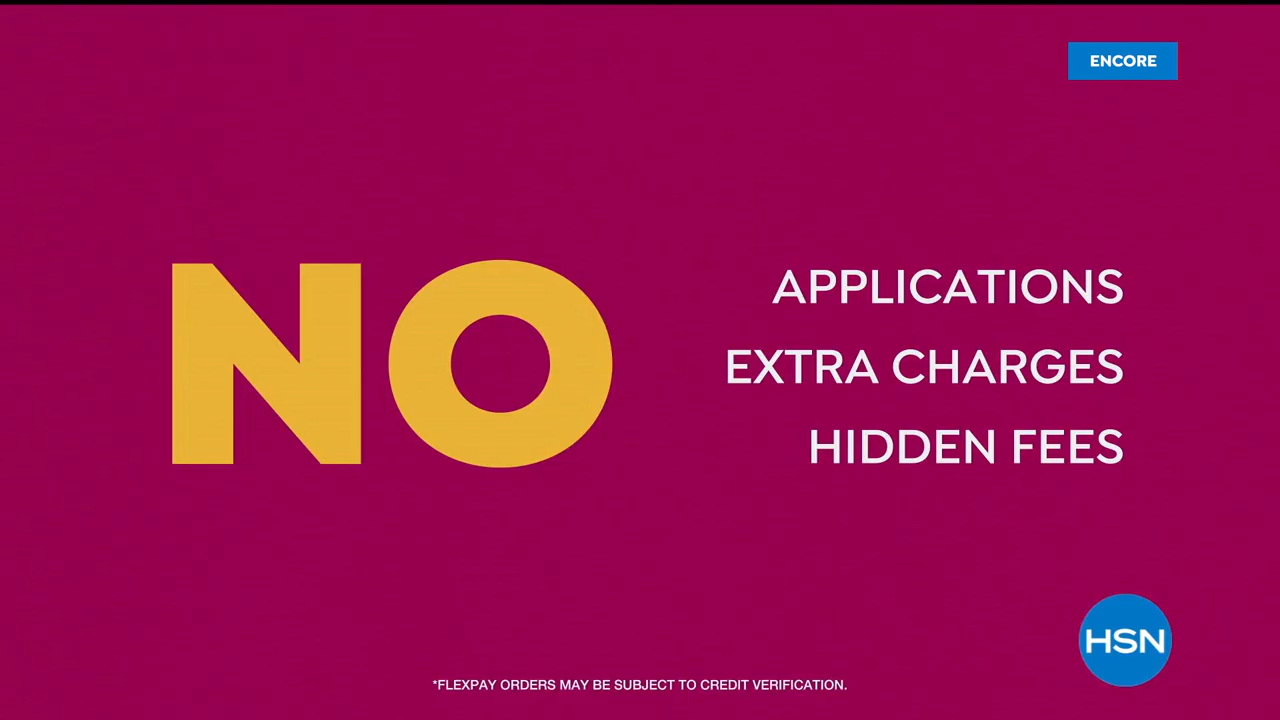 ENCORE
NO
APPLICATIONS
EXTRA CHARGES
HIDDEN FEES
HSN
*FLEXPAY ORDERS MAY BE SUBJECT TO CREDIT VERIFICATION.